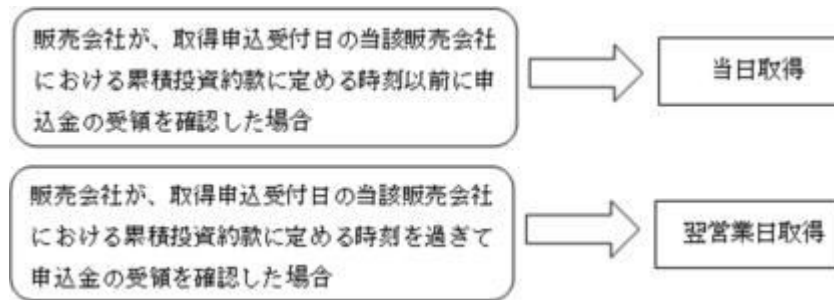 販売会社が、取得申込受付日の当該販売会社
における累積投資約款に定める時刻以前に申
込金の受領を確認した場合
当日取得
販売会社が、取得申込受付日の当該販売会社
における累積投資約款に定める時刻を過ぎて
申込金の受領を確認した場合
翌営業日取得